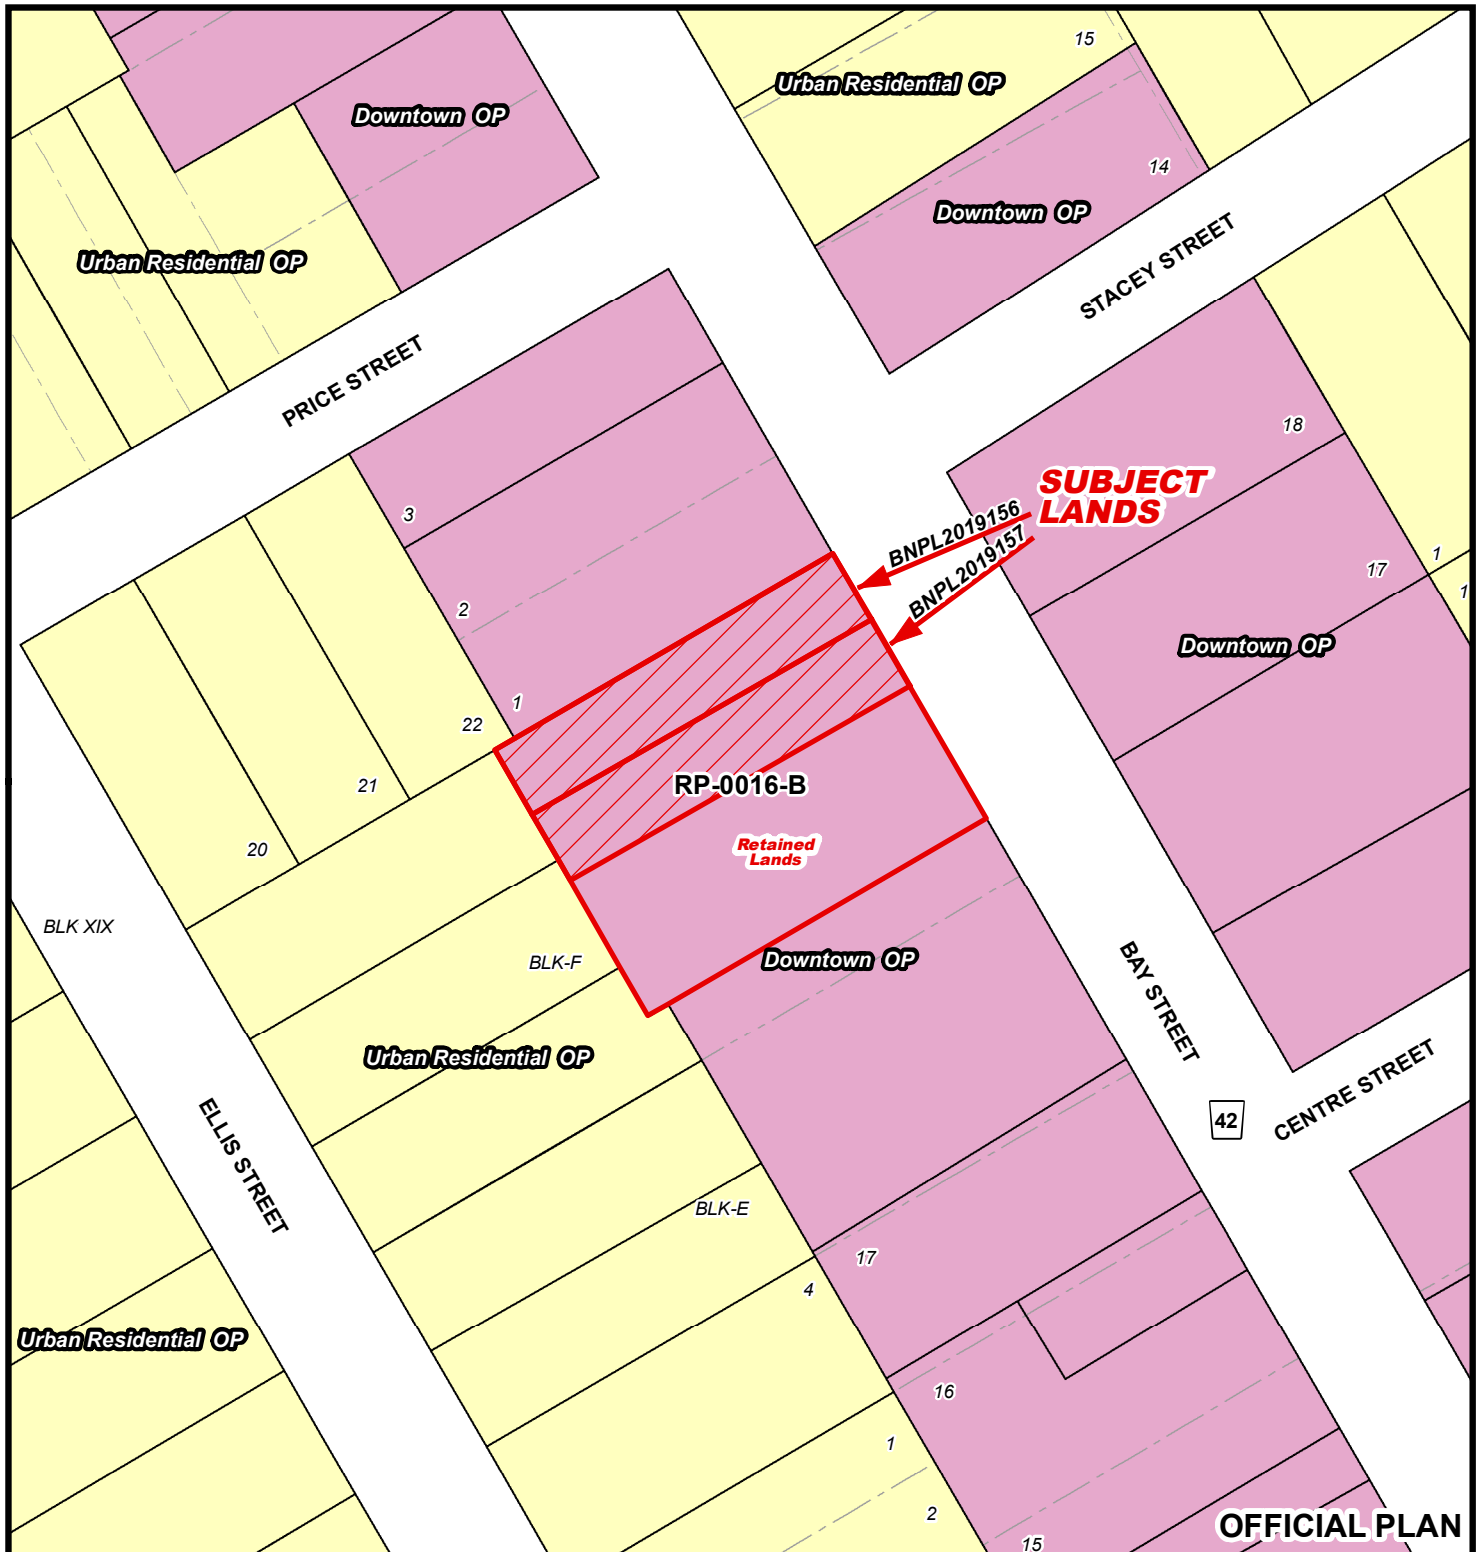 15
Urban Residential OP
Downtown OP
14
Downtown OP
Urban Residential OP
STACEY STREET
PRICE STREET
18
SUBJECT
LANDS
3
BNPL2019156
BNPL2019157
1
17
1
2
Downtown OP
1
22
21
RP-0016-B
Retained
Lands
20
BLK XIX
BLK-F
Downtown OP
BAY STREET
Urban Residential OP
CENTRE STREET
42
ELLIS STREET
BLK-E
17
4
Urban Residential OP
16
1
2
15
OFFICIAL PLAN